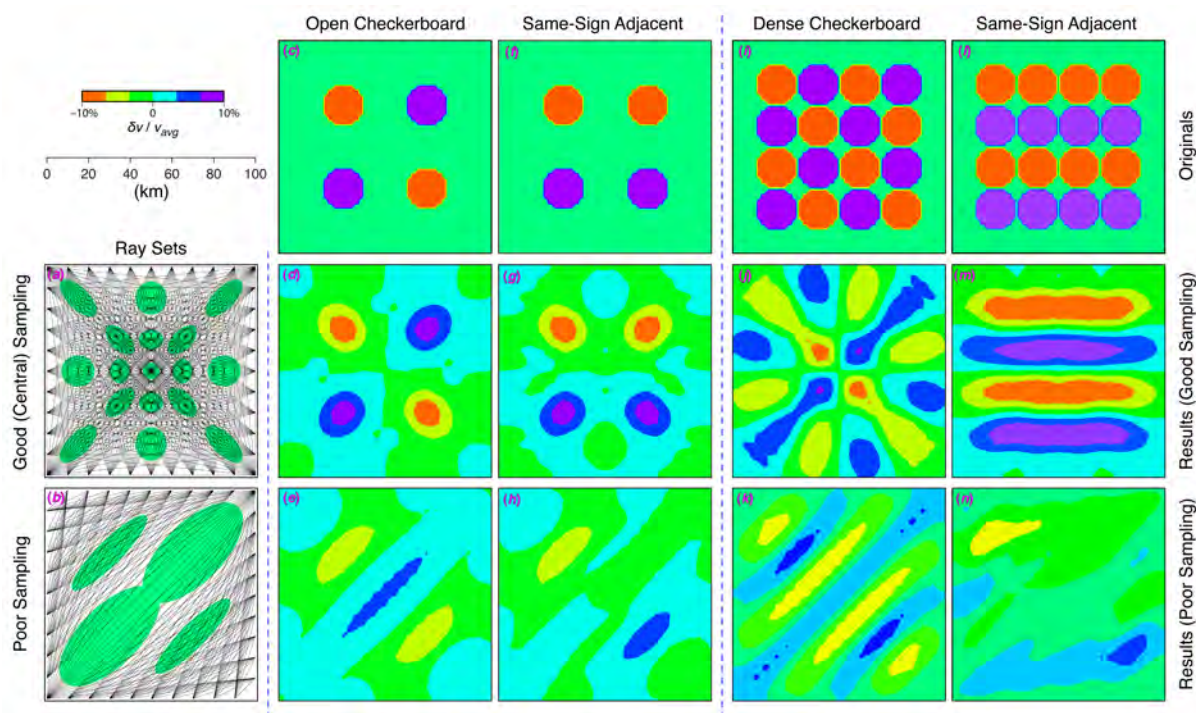 Open Checkerboard
Same-Sign Adjacent
Dense Checkerboard
Same-Sign Adjacent
(c)
(f)
(i)
(l)
−10%
0
10%
δv / vavg
0 20 40 60 80 100
(km)
Originals
Ray Sets
(a)
(d)
(g)
(j)
(m)
Good (Central) Sampling
Results (Good Sampling)
(b)
(e)
(h)
(k)
(n)
Poor Sampling
Results (Poor Sampling)